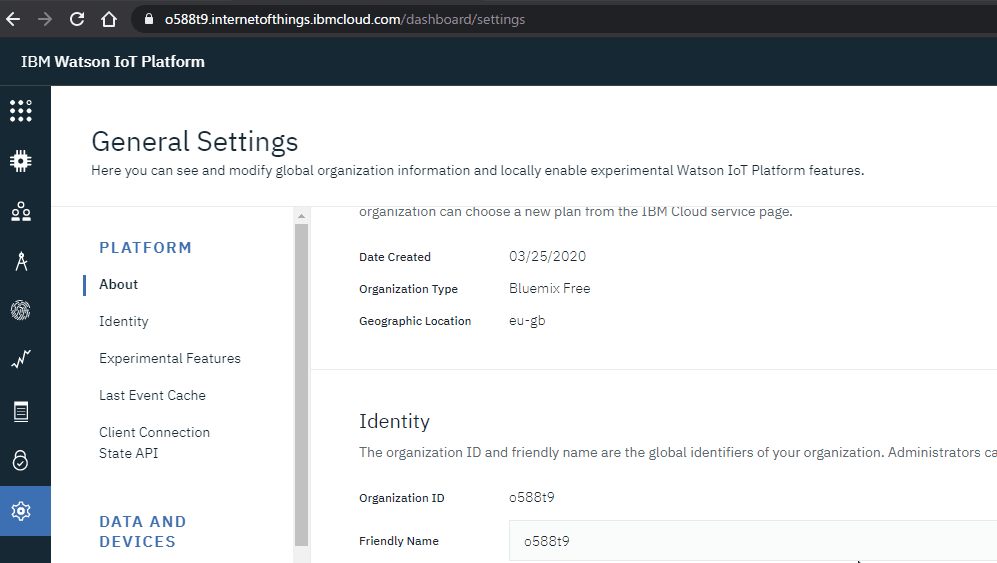 o588t9.internetofthings.ibmcloud.com/dashboard/settings
IBM Watson IoT Platform
General Settings
Here you can see and modify global organization information and locally enable experimental Watson IoT Platform features.
PLATFORM
About
Identity
Experimental Features
Last Event Cache
Client Connection
State API
DATA AND
DEVICES
organization can choose a new plan from the IBM Cloud service page.
Date Created 03/25/2020
Organization Type Bluemix Free
Geographic Location eu-gb
Identity
The organization ID and friendly name are the global identifiers of your organization. Administrators ca
Organization ID o588t9
Friendly Name o588t9